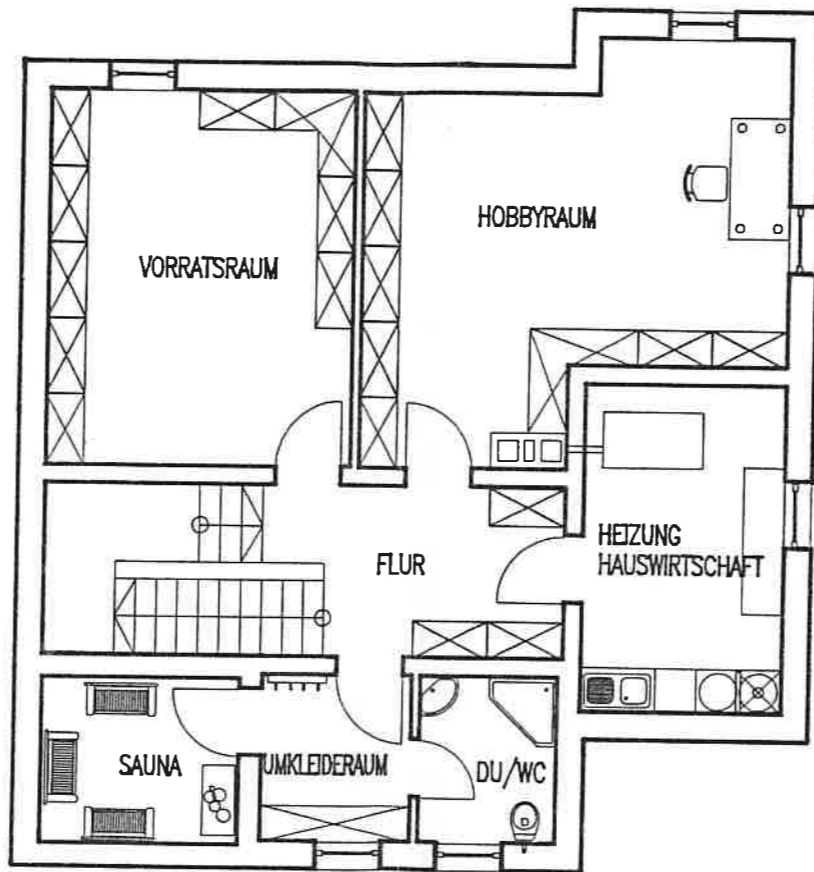 HOBBYRAUM
VORRATSRAUM
FLUR
HEIZUNG
HAUSWIRTSCHAFT
SAUNA
UMKLEIDERAUM
DU/WC